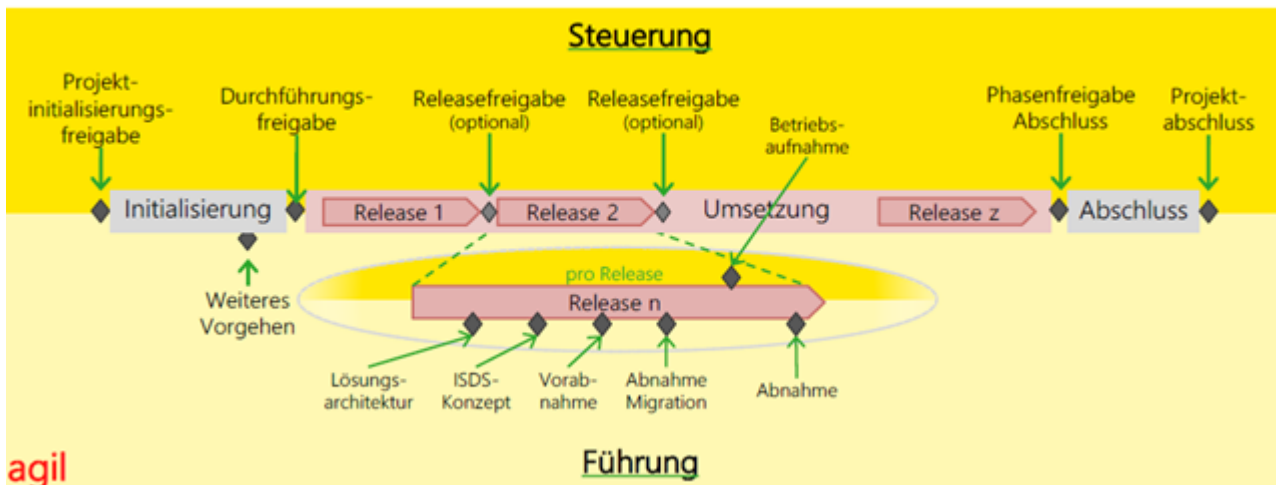 Steuerung
Projekt-
initialisierungs-
freigabe
Durchführungs-
freigabe
Releasefreigabe
(optional)
Releasefreigabe
(optional)
Betriebs-
aufnahme
Phasenfreigabe
Abschluss
Projekt-
abschluss
Initialisierung
Release 1
Release 2
Umsetzung
Release z
Abschluss
Weiteres
Vorgehen
pro Release
Release n
Lösungs-
architektur
ISDS-
Konzept
Vorab-
nahme
Abnahme
Migration
Abnahme
agil
Führung